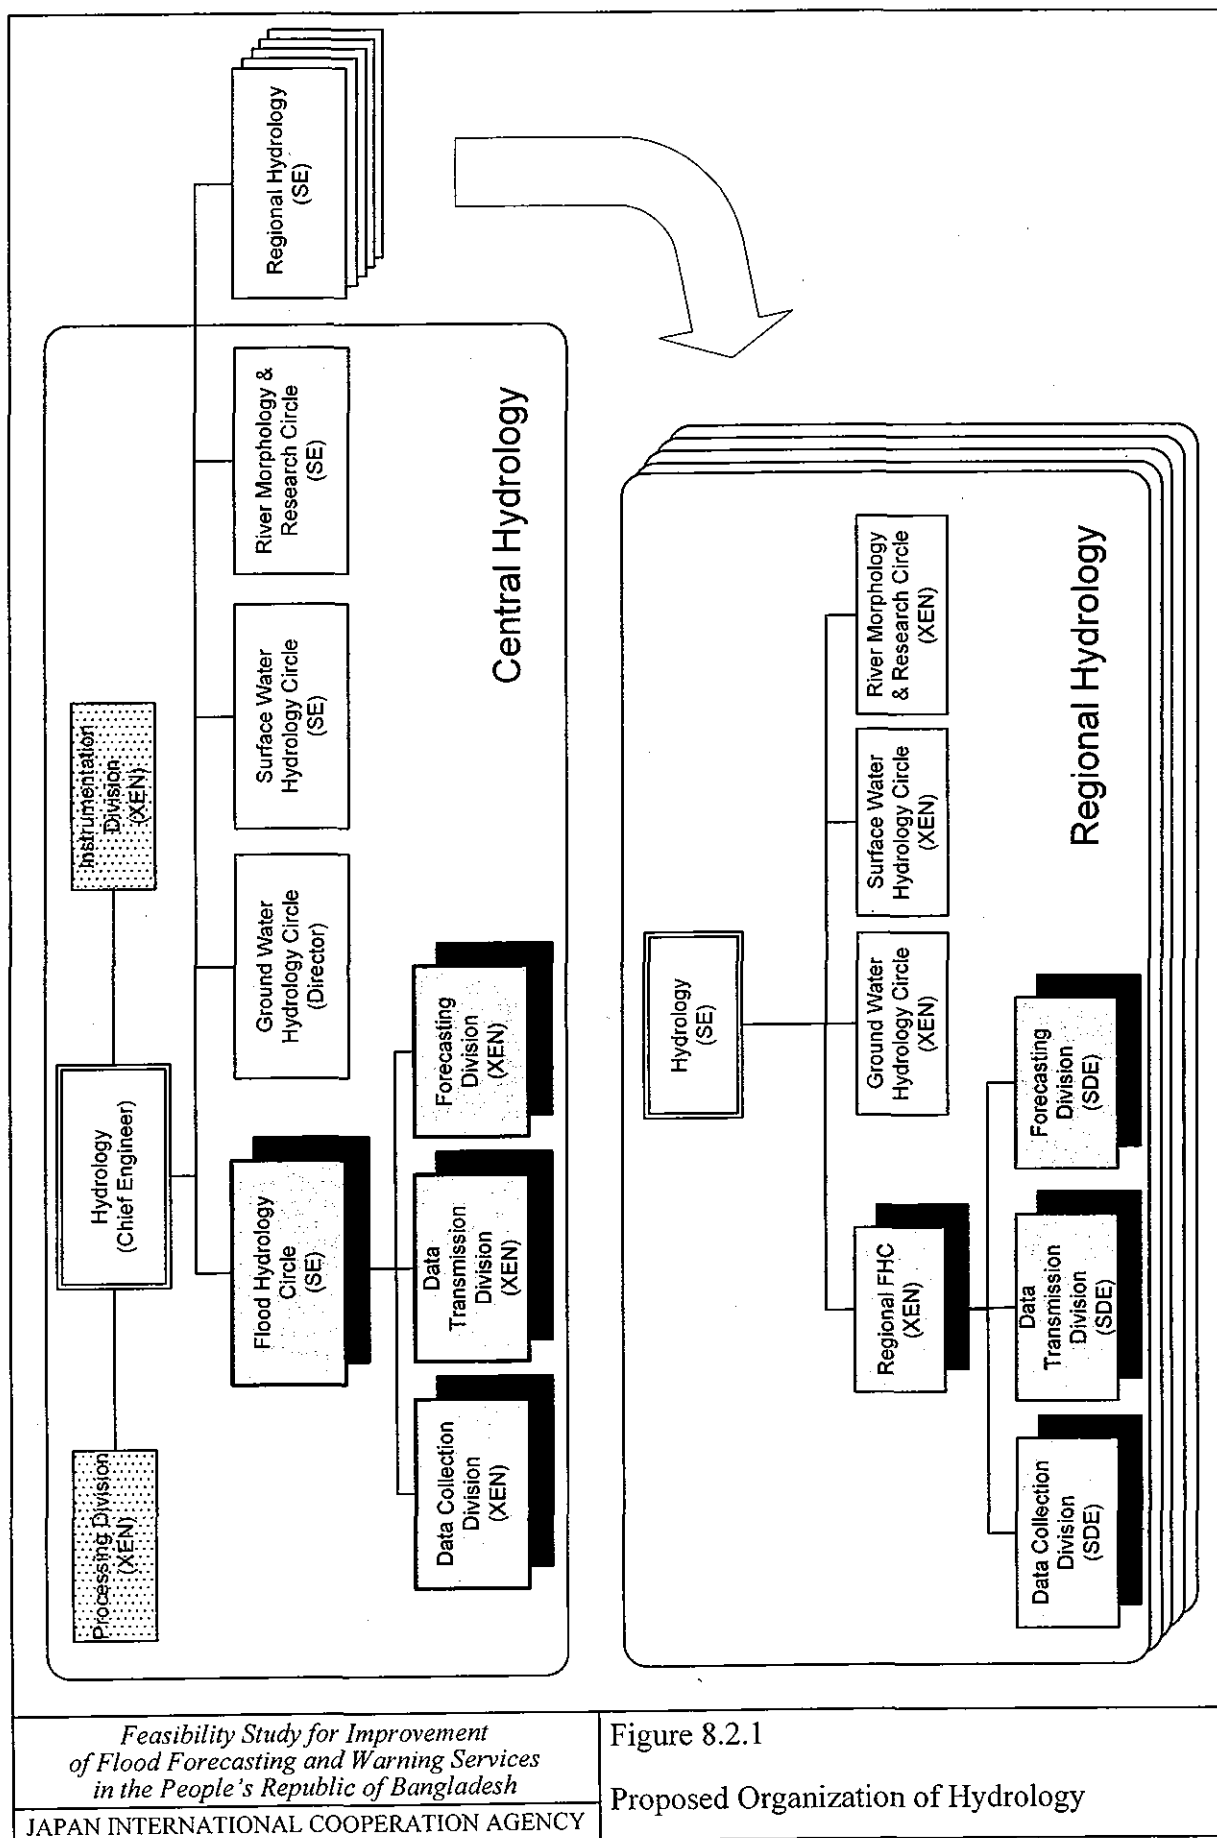 Processing Division
(XEN)
Hydrology
(Chief Engineer)
Instrumentation
Division
(XEN)
Flood Hydrology
Circle
(SE)
Ground Water
Hydrology Circle
(Director)
Surface Water
Hydrology Circle
(SE)
River Morphology &
Research Circle
(SE)
Regional Hydrology
(SE)
Data Collection
Division
(XEN)
Data
Transmission
Division
(XEN)
Forecasting
Division
(XEN)
Central Hydrology
Hydrology
(SE)
Regional FHC
(XEN)
Ground Water
Hydrology Circle
(XEN)
Surface Water
Hydrology Circle
(XEN)
River Morphology
& Research Circle
(XEN)
Data Collection
Division
(SDE)
Data
Transmission
Division
(SDE)
Forecasting
Division
(SDE)
Regional Hydrology
Feasibility Study for Improvement
of Flood Forecasting and Warning Services
in the People's Republic of Bangladesh
JAPAN INTERNATIONAL COOPERATION AGENCY
Figure 8.2.1
Proposed Organization of Hydrology